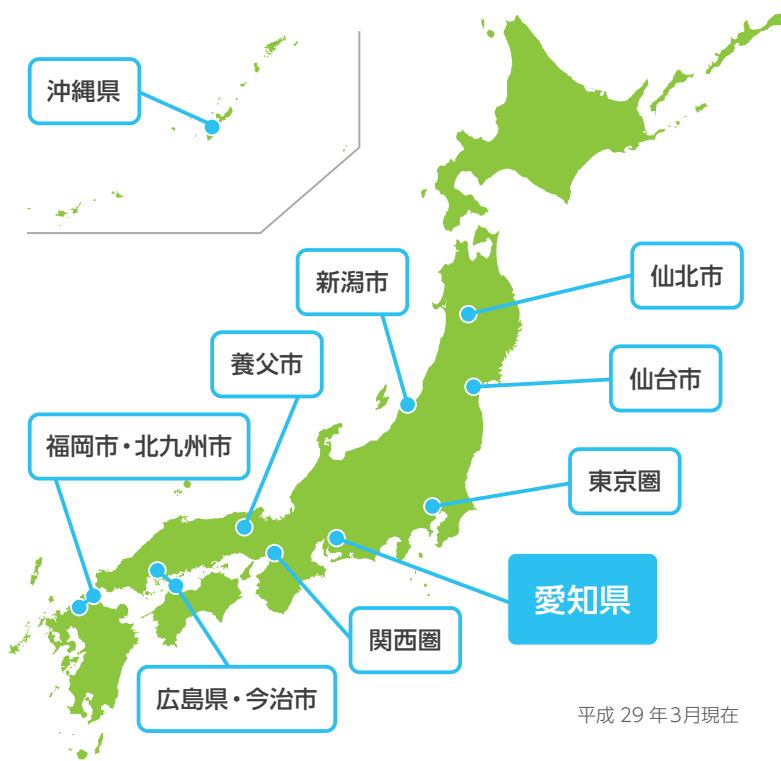 沖縄県
新潟市
仙北市
養父市
仙台市
福岡市・北九州市
東京圏
愛知県
関西圏
広島県・今治市
平成 29 年3月現在